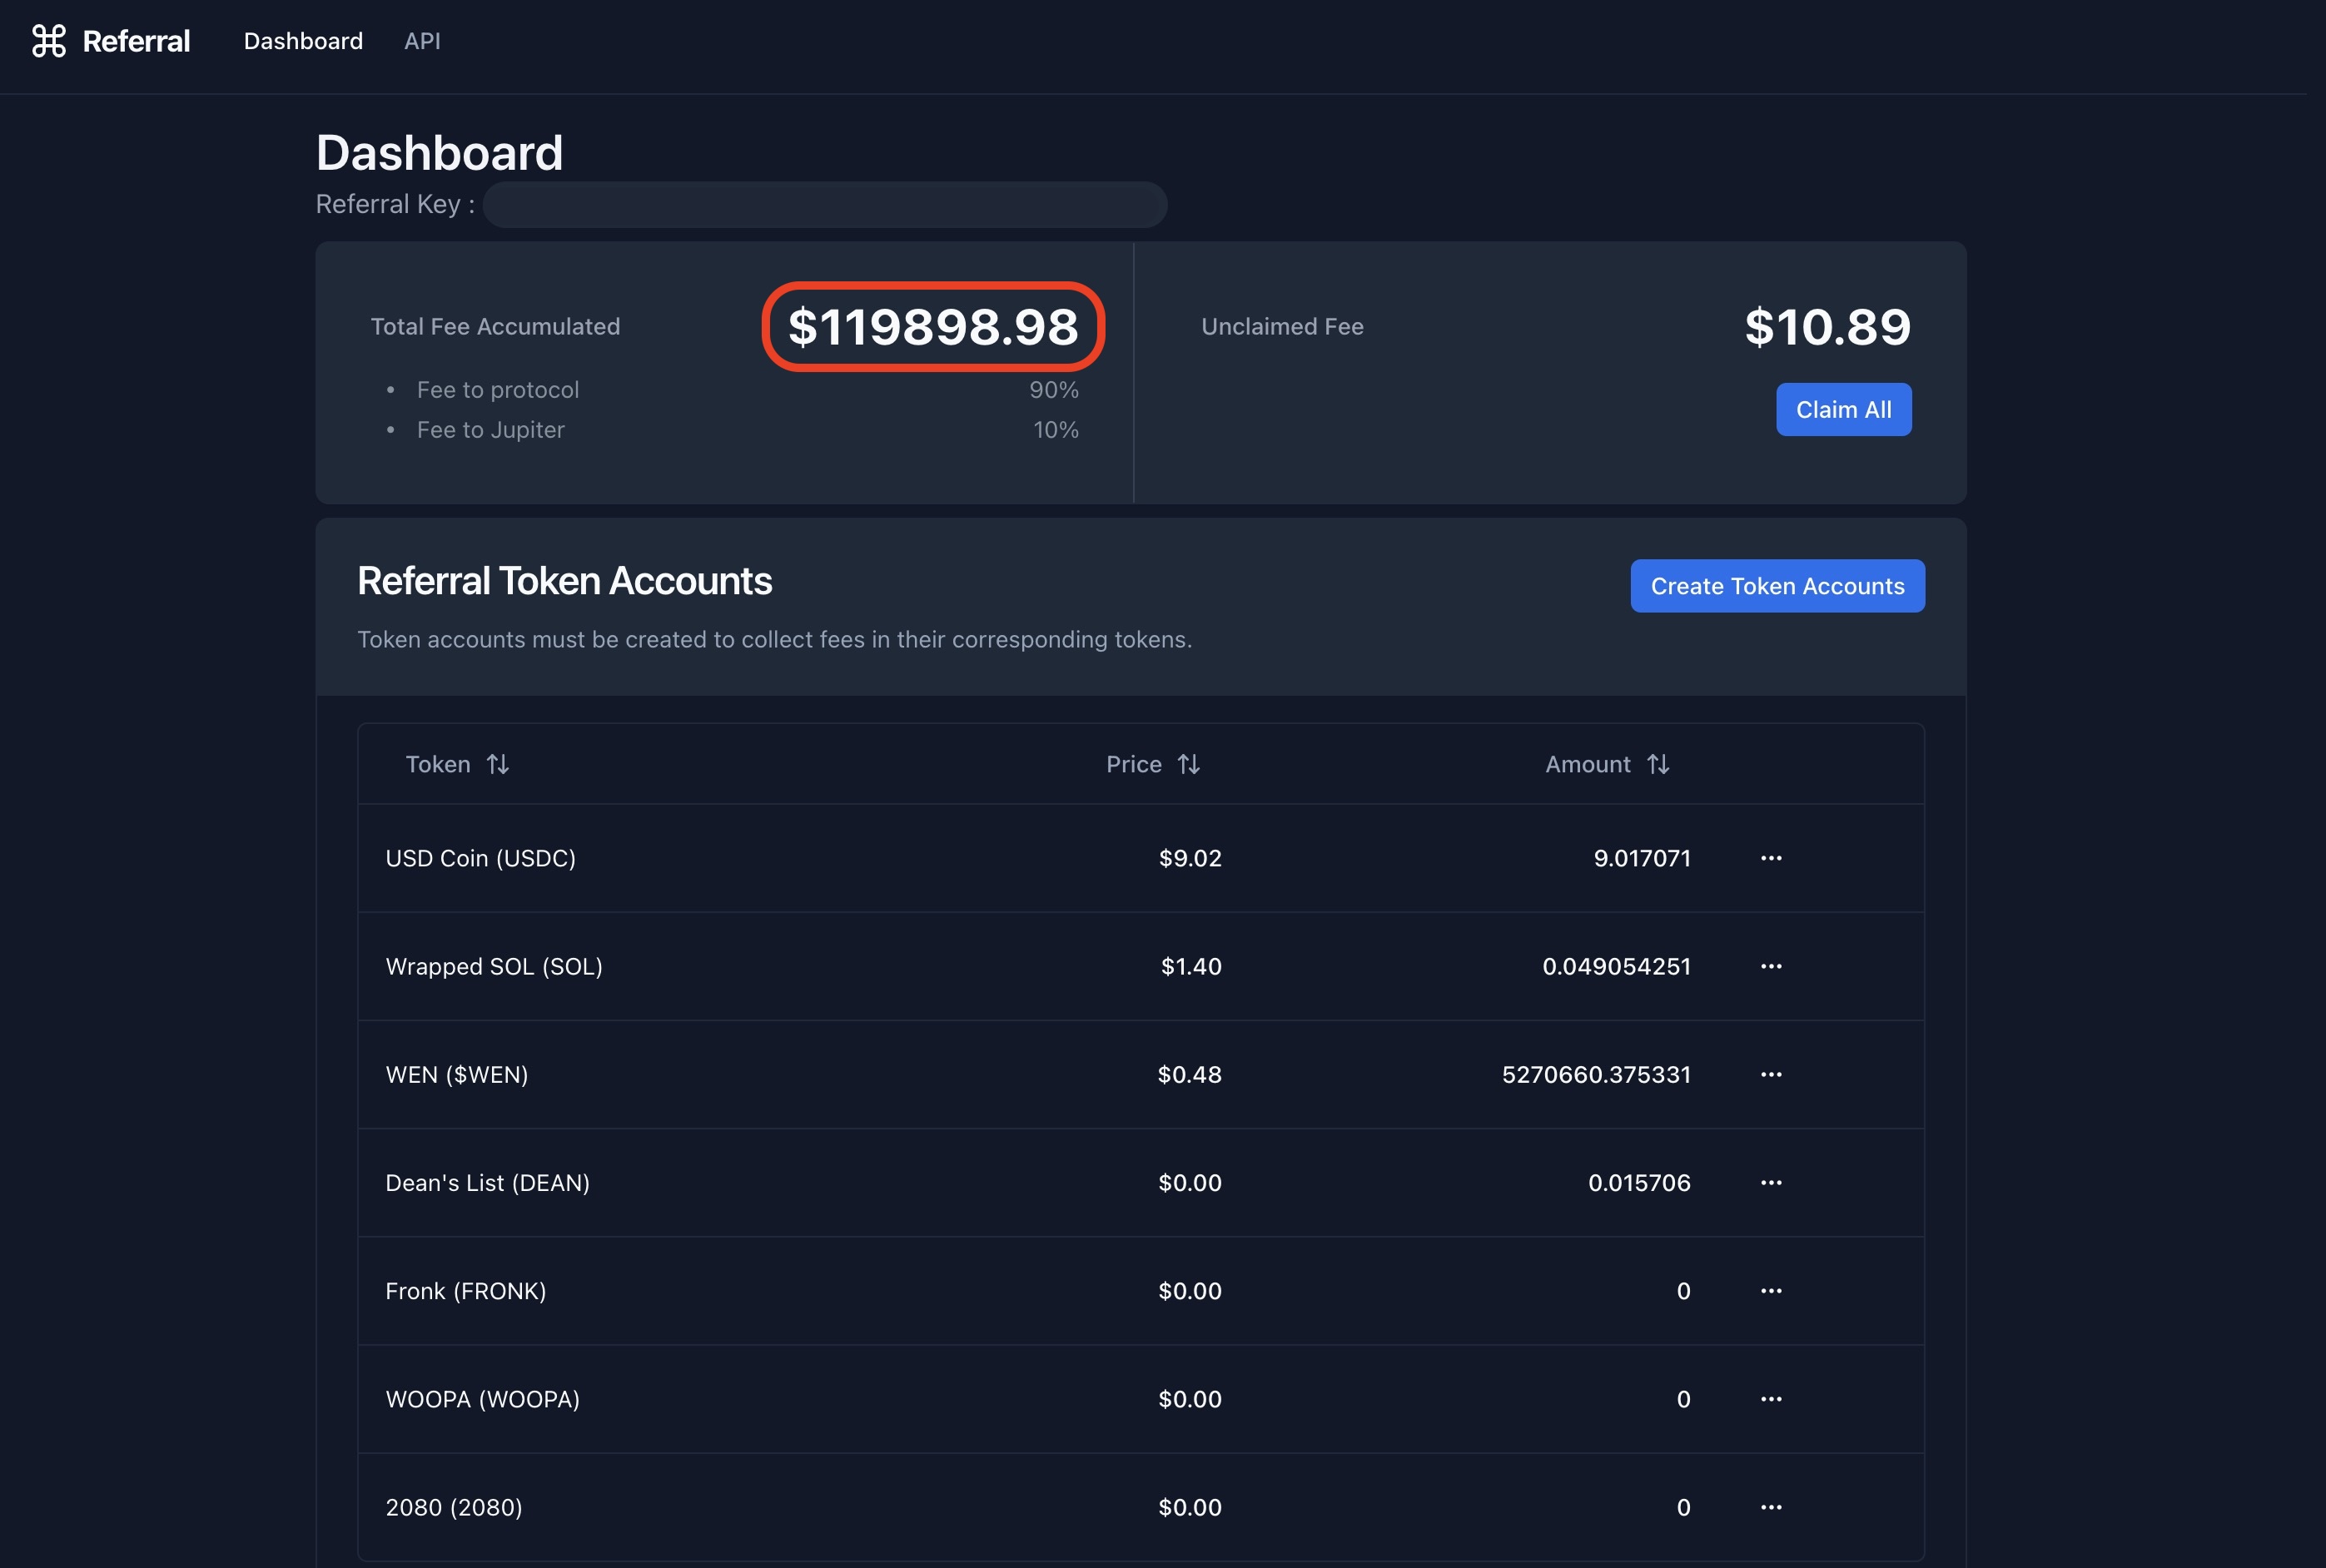 Referral Dashboard API
Dashboard
Referral Key :
Total Fee Accumulated $119898.98 Unclaimed Fee $10.89
• Fee to protocol 90%
Claim All
• Fee to Jupiter 10%
Referral Token Accounts Create Token Accounts
Token accounts must be created to collect fees in their corresponding tokens.
Token Price Amount
USD Coin (USDC) $9.02 9.017071 ...
Wrapped SOL (SOL) $1.40 0.049054251 ...
WEN ($WEN) $0.48 5270660.375331 ...
Dean's List (DEAN) $0.00 0.015706 ...
Fronk (FRONK) $0.00 0 ...
WOOPA (WOOPA) $0.00 0 ...
2080 (2080) $0.00 0 ...